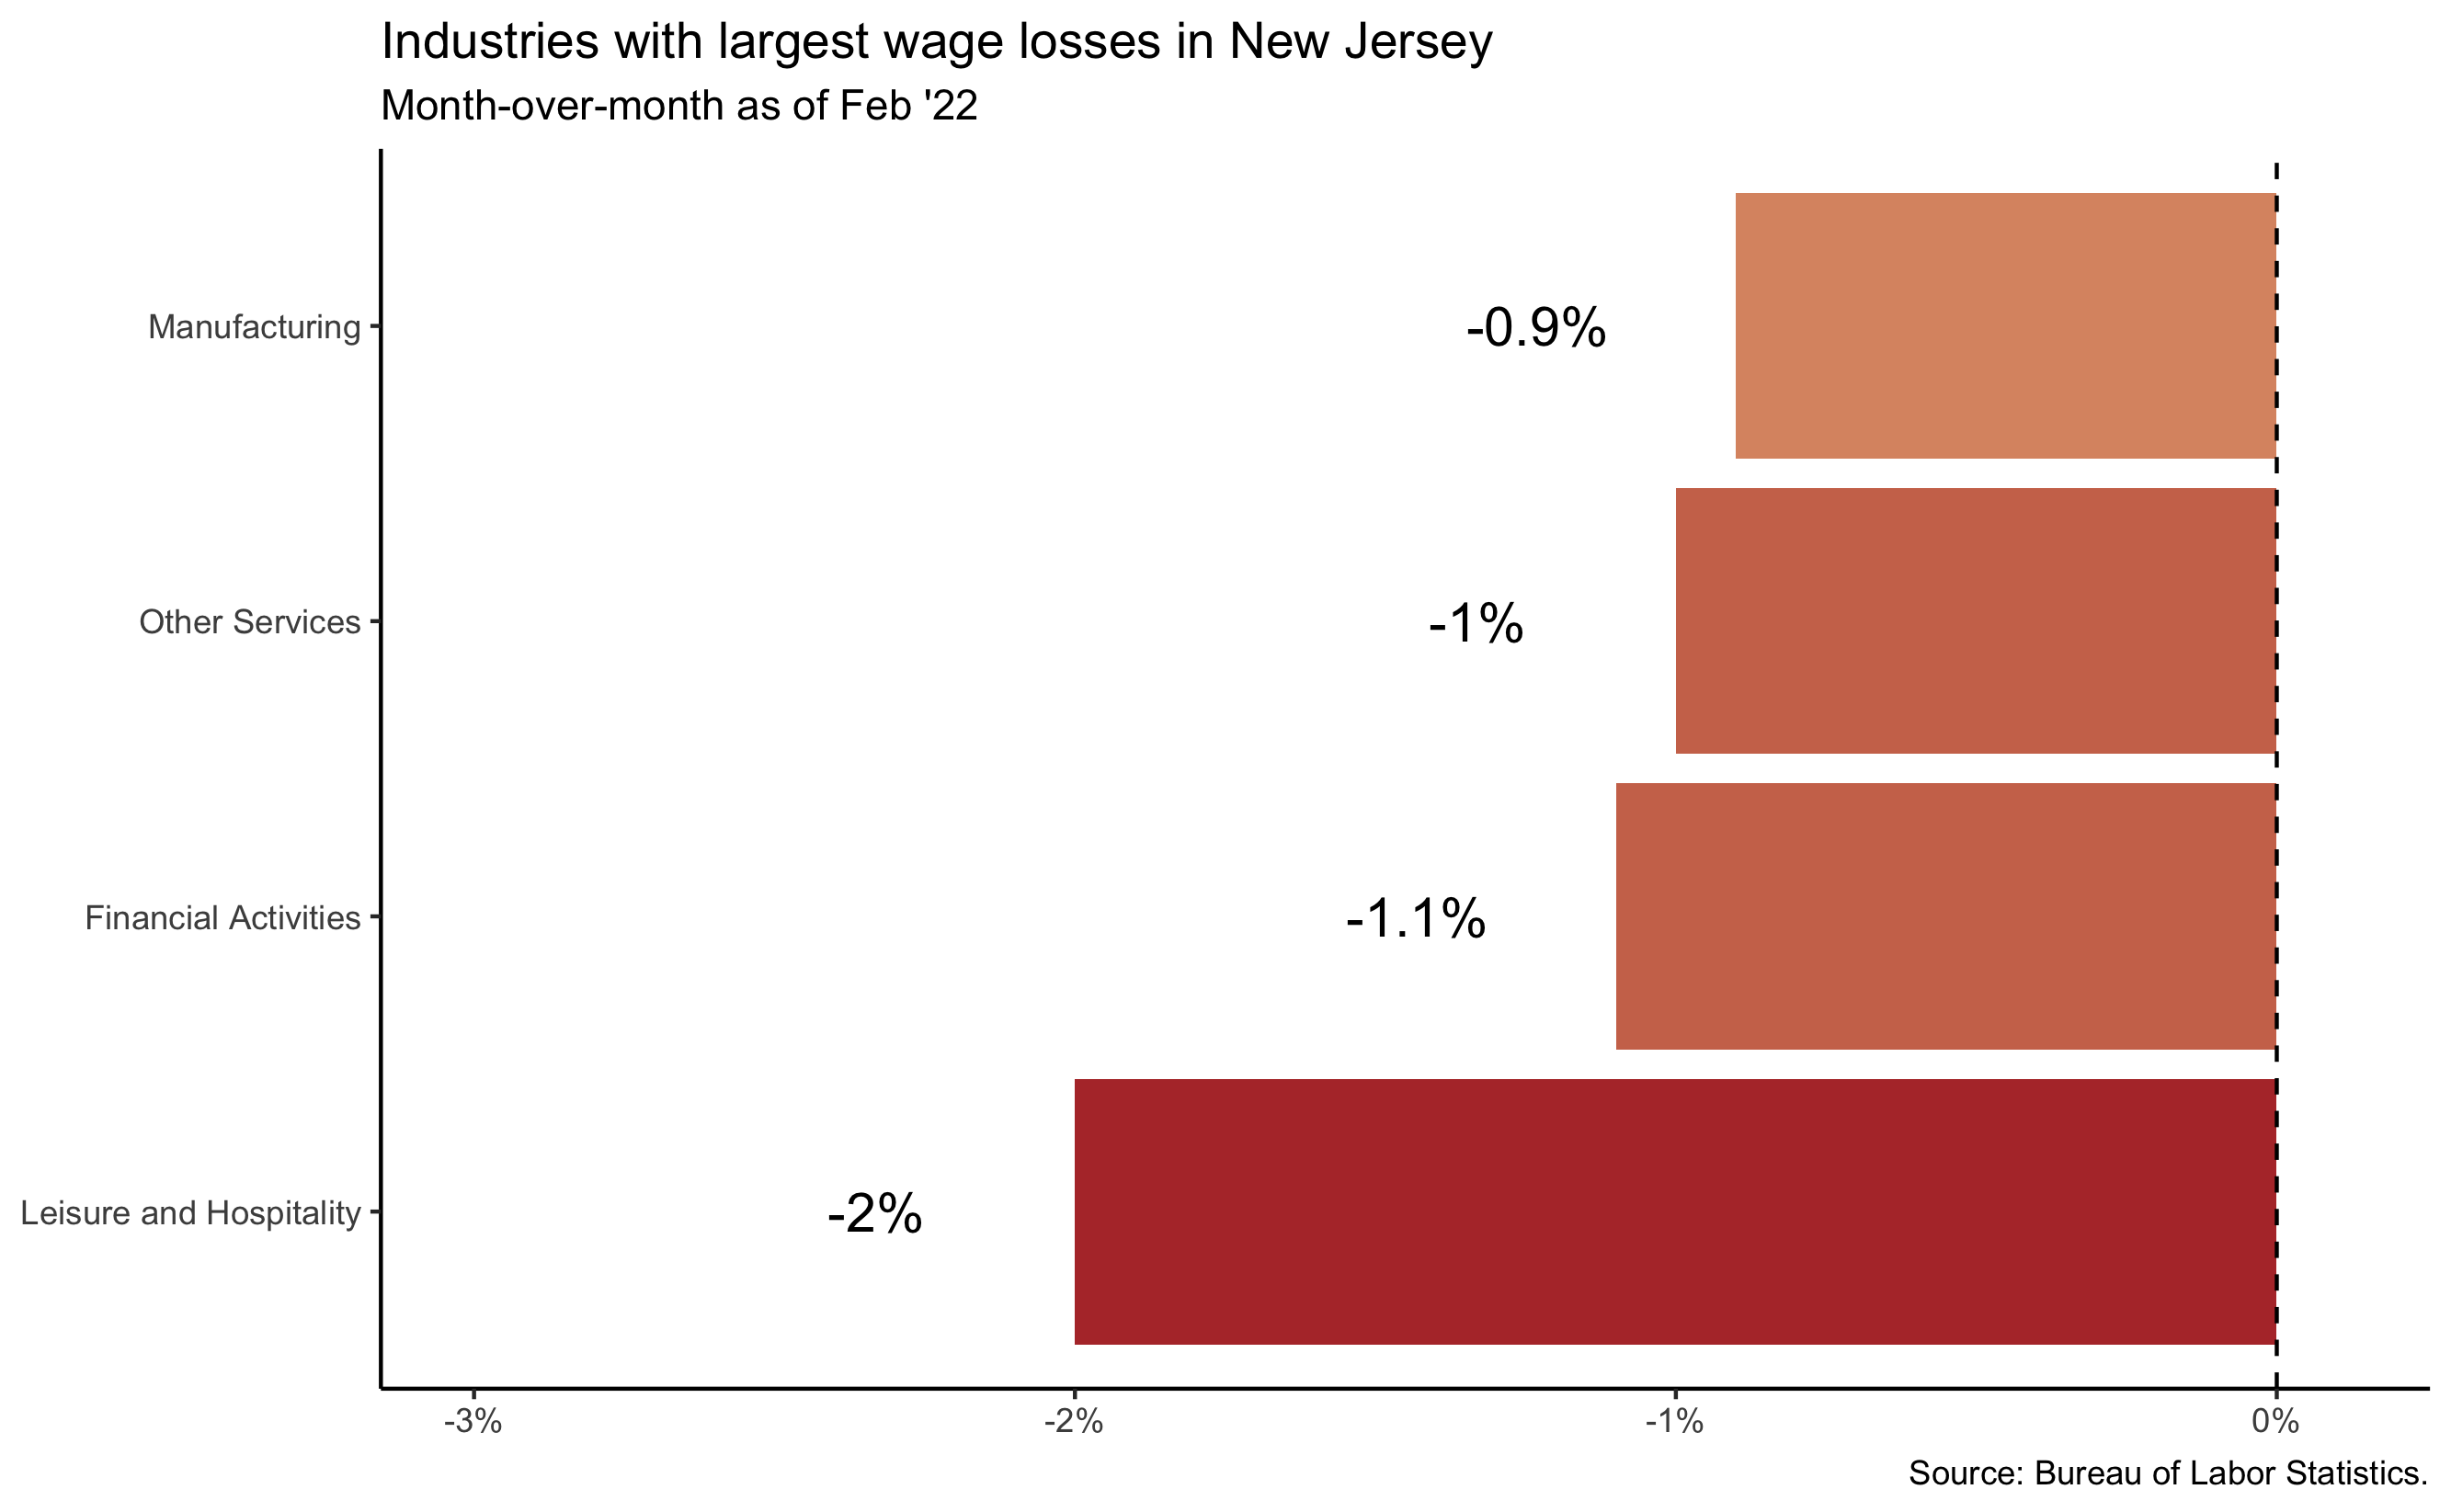 Industries with largest wage losses in New Jersey
Month-over-month as of Feb '22
Manufacturing
-0.9%
Other Services
-1%
Financial Activities
-1.1%
Leisure and Hospitality
-2%
-3%
-2%
-1%
0%
Source: Bureau of Labor Statistics.